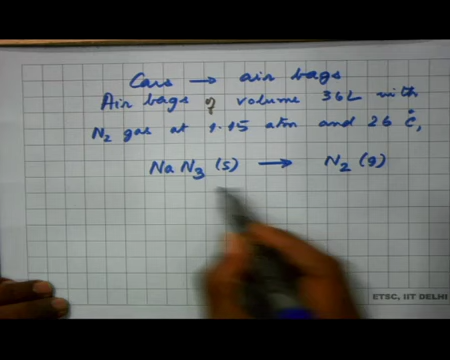 Cars → air bags
Air bags of volume 36L with
N₂ gas at 1.15 atm and 26 °C,
NaN₃ (s) → N₂ (g)
ETSC, IIT DELHI